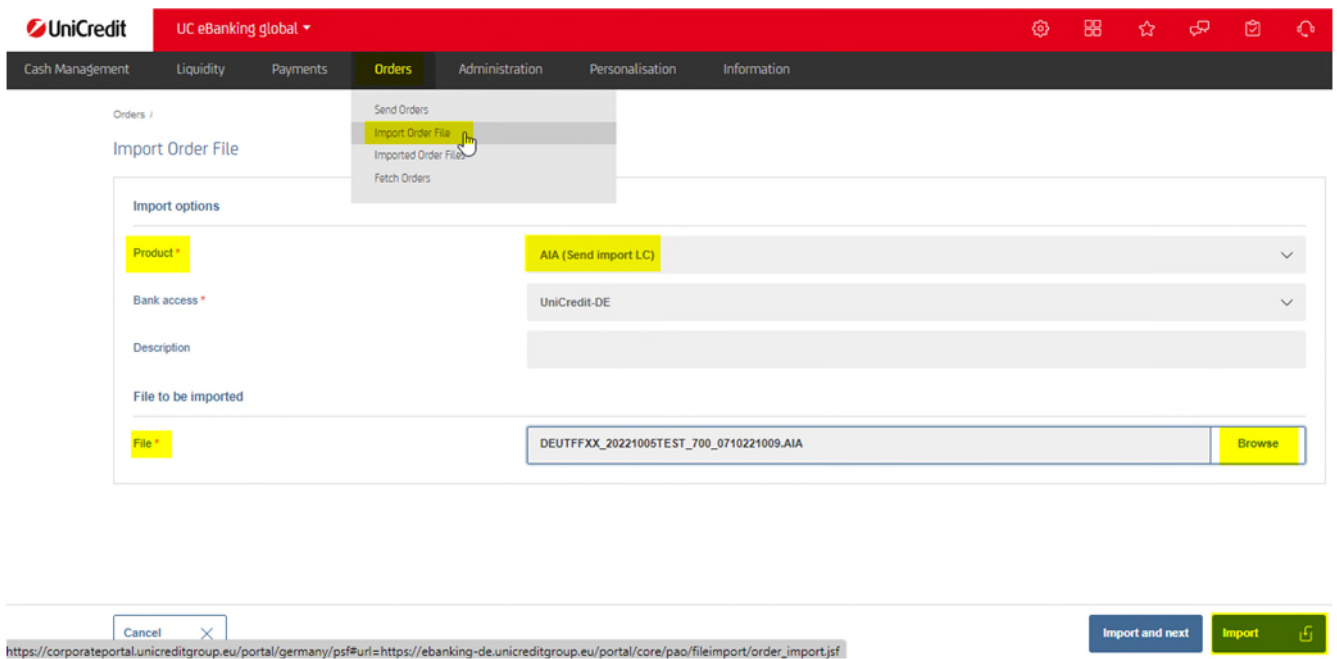 UniCredit UC eBanking global
Cash Management Liquidity Payments Orders Administration Personalisation Information
Orders /
Send Orders
Import Order File
Imported Order Files
Fetch Orders
Import Order File
Import options
Product * AIA (Send import LC)
Bank access * UniCredit-DE
Description
File to be imported
File * DEUTFFXX_20221005TEST_700_0710221009.AIA Browse
Cancel Import and next Import
https://corporateportal.unicreditgroup.eu/portal/germany/psf#url=https://ebanking-de.unicreditgroup.eu/portal/core/pao/fileimport/order_import.jsf